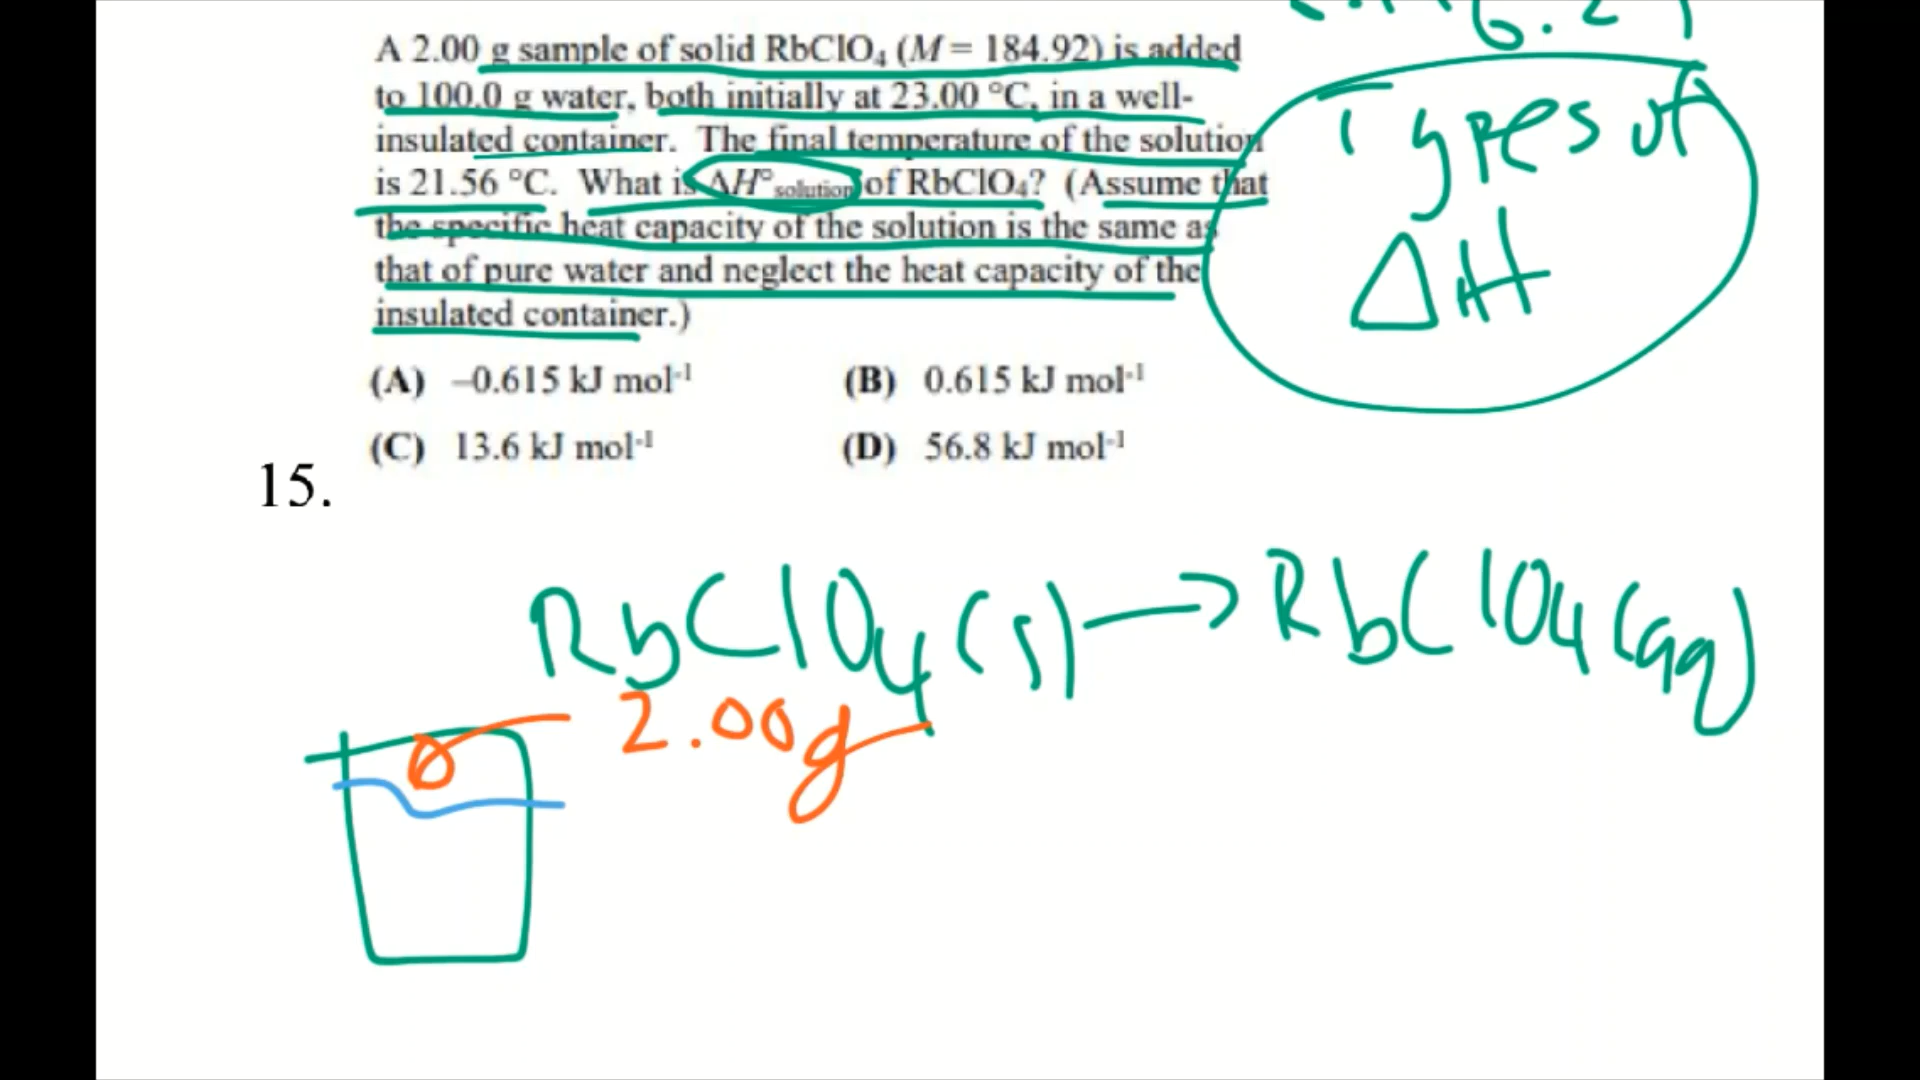 A 2.00 g sample of solid RbClO₄ (M = 184.92) is added
to 100.0 g water, both initially at 23.00 °C, in a well-
insulated container. The final temperature of the solution
is 21.56 °C. What is ΔH°solution of RbClO₄? (Assume that
the specific heat capacity of the solution is the same as
that of pure water and neglect the heat capacity of the
insulated container.)
(A) –0.615 kJ mol⁻¹ (B) 0.615 kJ mol⁻¹
(C) 13.6 kJ mol⁻¹ (D) 56.8 kJ mol⁻¹
15.
Types of
ΔH
RbClO4(s) → RbClO4(aq)
2.00g